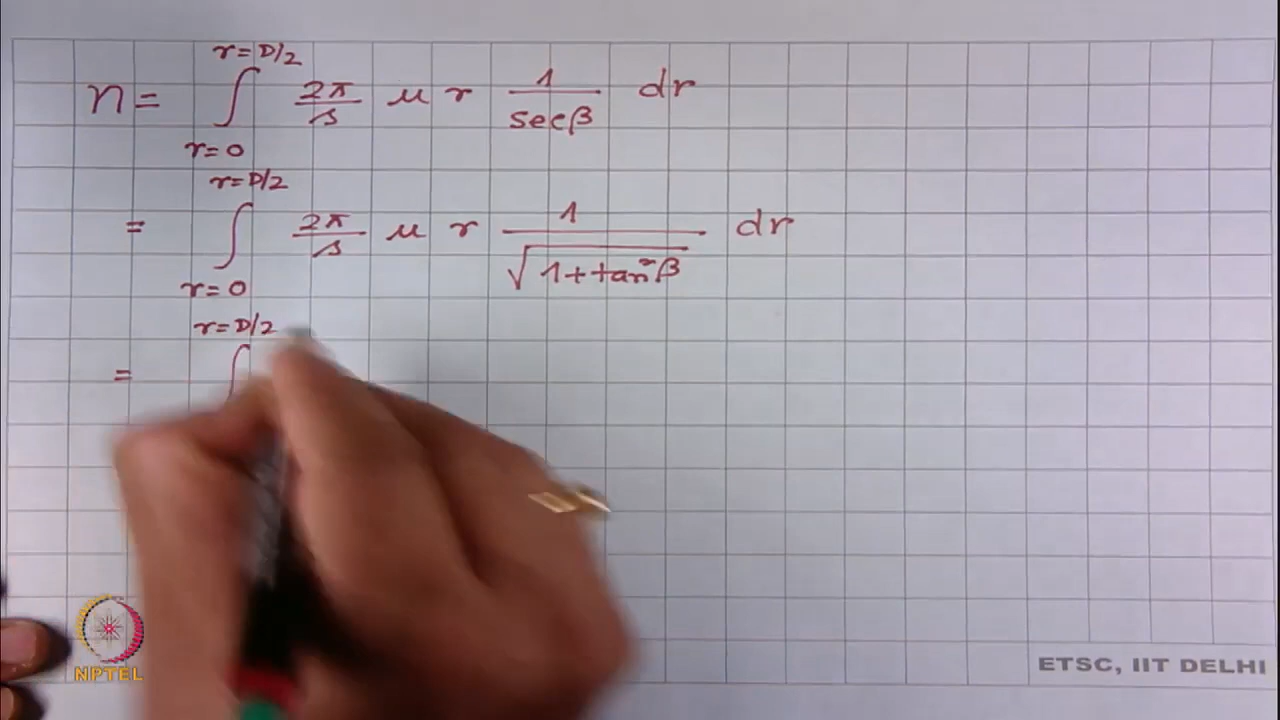 r=D/2
n = ∫ 2π/s μ r 1/secβ dr
r=0
r=D/2
= ∫ 2π/s μ r 1/√(1+tan²β) dr
r=0
r=D/2
= ∫
NPTEL
ETSC, IIT DELHI